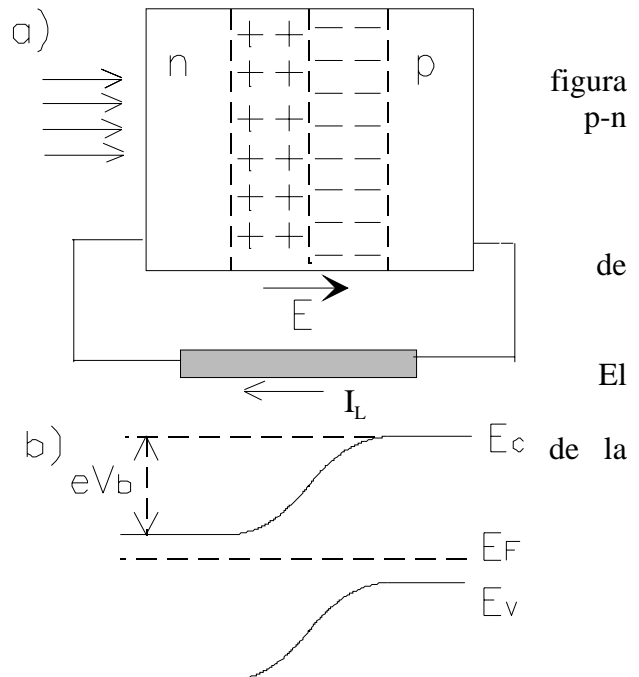 a)
n
p
figura
p-n
+ +
+ +
+ +
+ +
+ +
+ +
− −
− −
− −
− −
− −
− −
− −
− −
de
E
El
I_L
b)
E_c
de la
eV_b
E_F
E_v